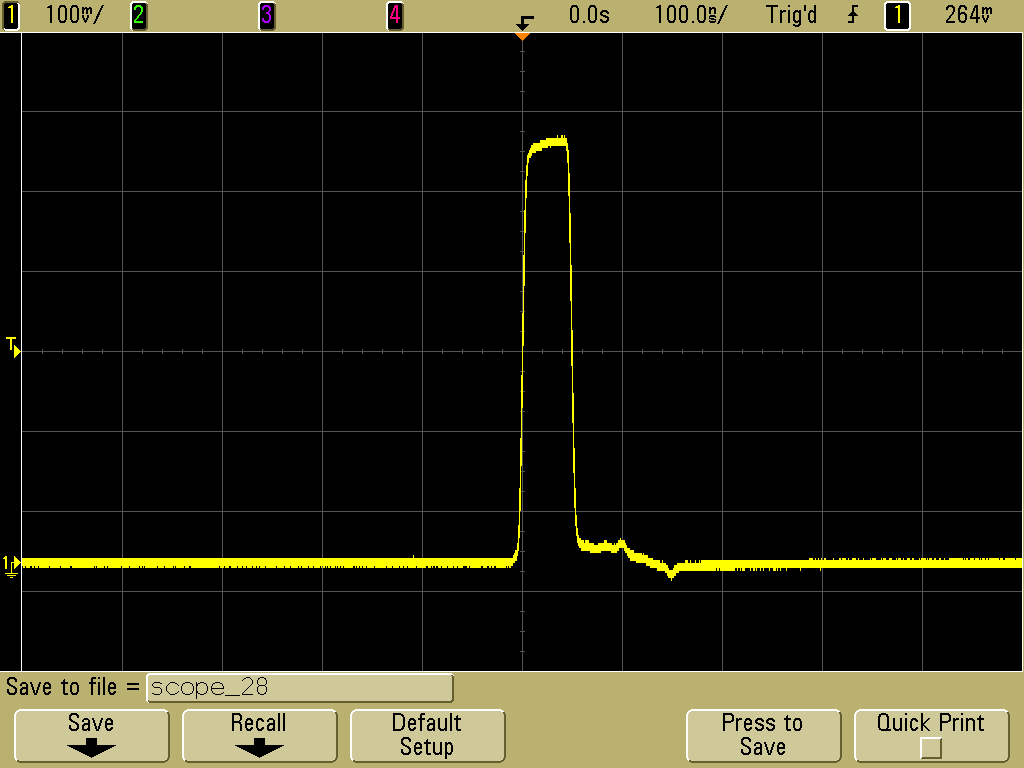 1 100mV/ 2 3 4 0.0s 100.0s/ Trig'd 1 264mV
T
1
Save to file = scope_28
Save Recall Default Setup Press to Save Quick Print